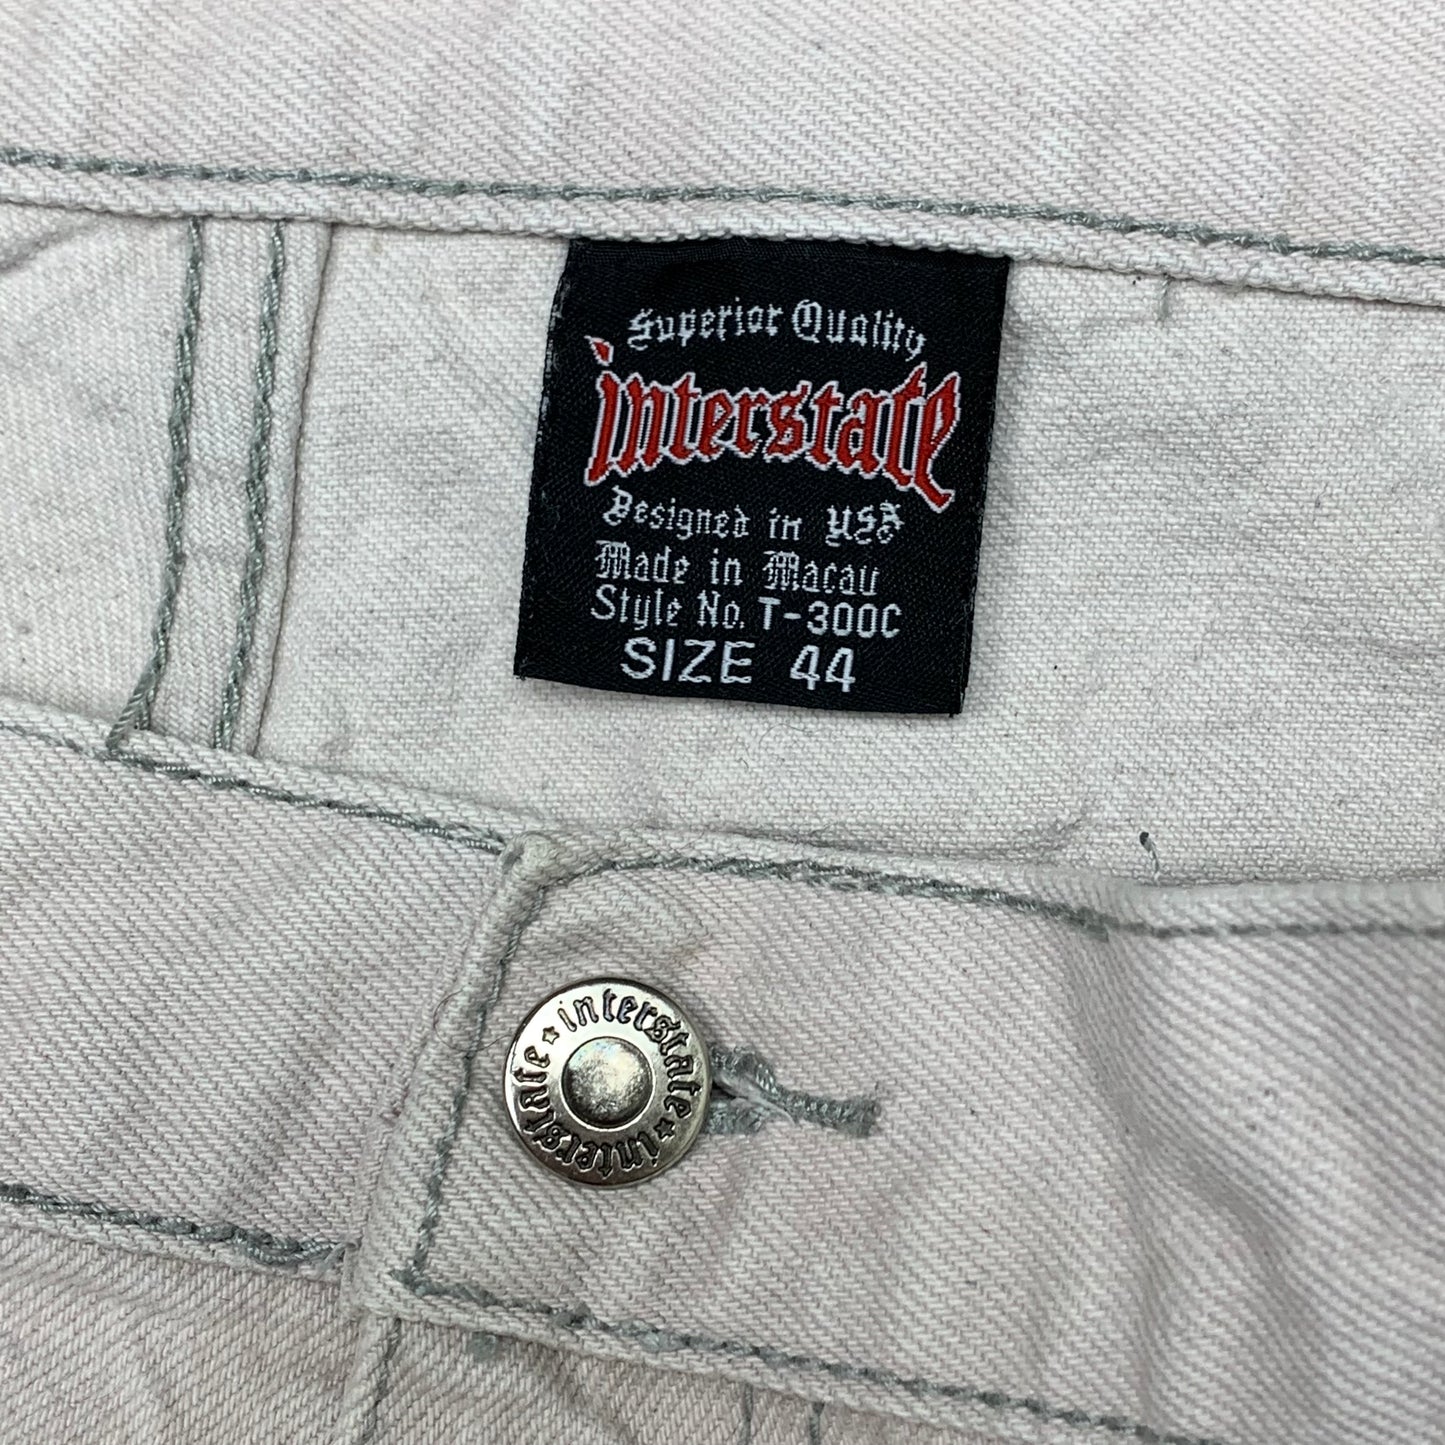 Superior Quality
interstate
Designed in USA
Made in Macau
Style No. T-300C
SIZE 44
interstate ★ interstate ★